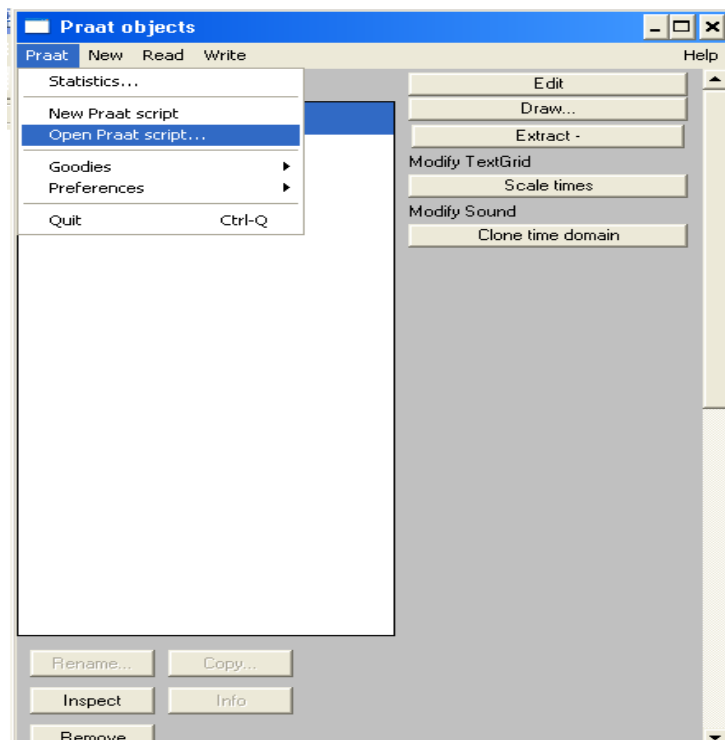 Praat objects
Praat New Read Write Help
Statistics...
New Praat script
Open Praat script...
Goodies
Preferences
Quit Ctrl-Q
Edit
Draw...
Extract -
Modify TextGrid
Scale times
Modify Sound
Clone time domain
Rename... Copy...
Inspect Info
Remove